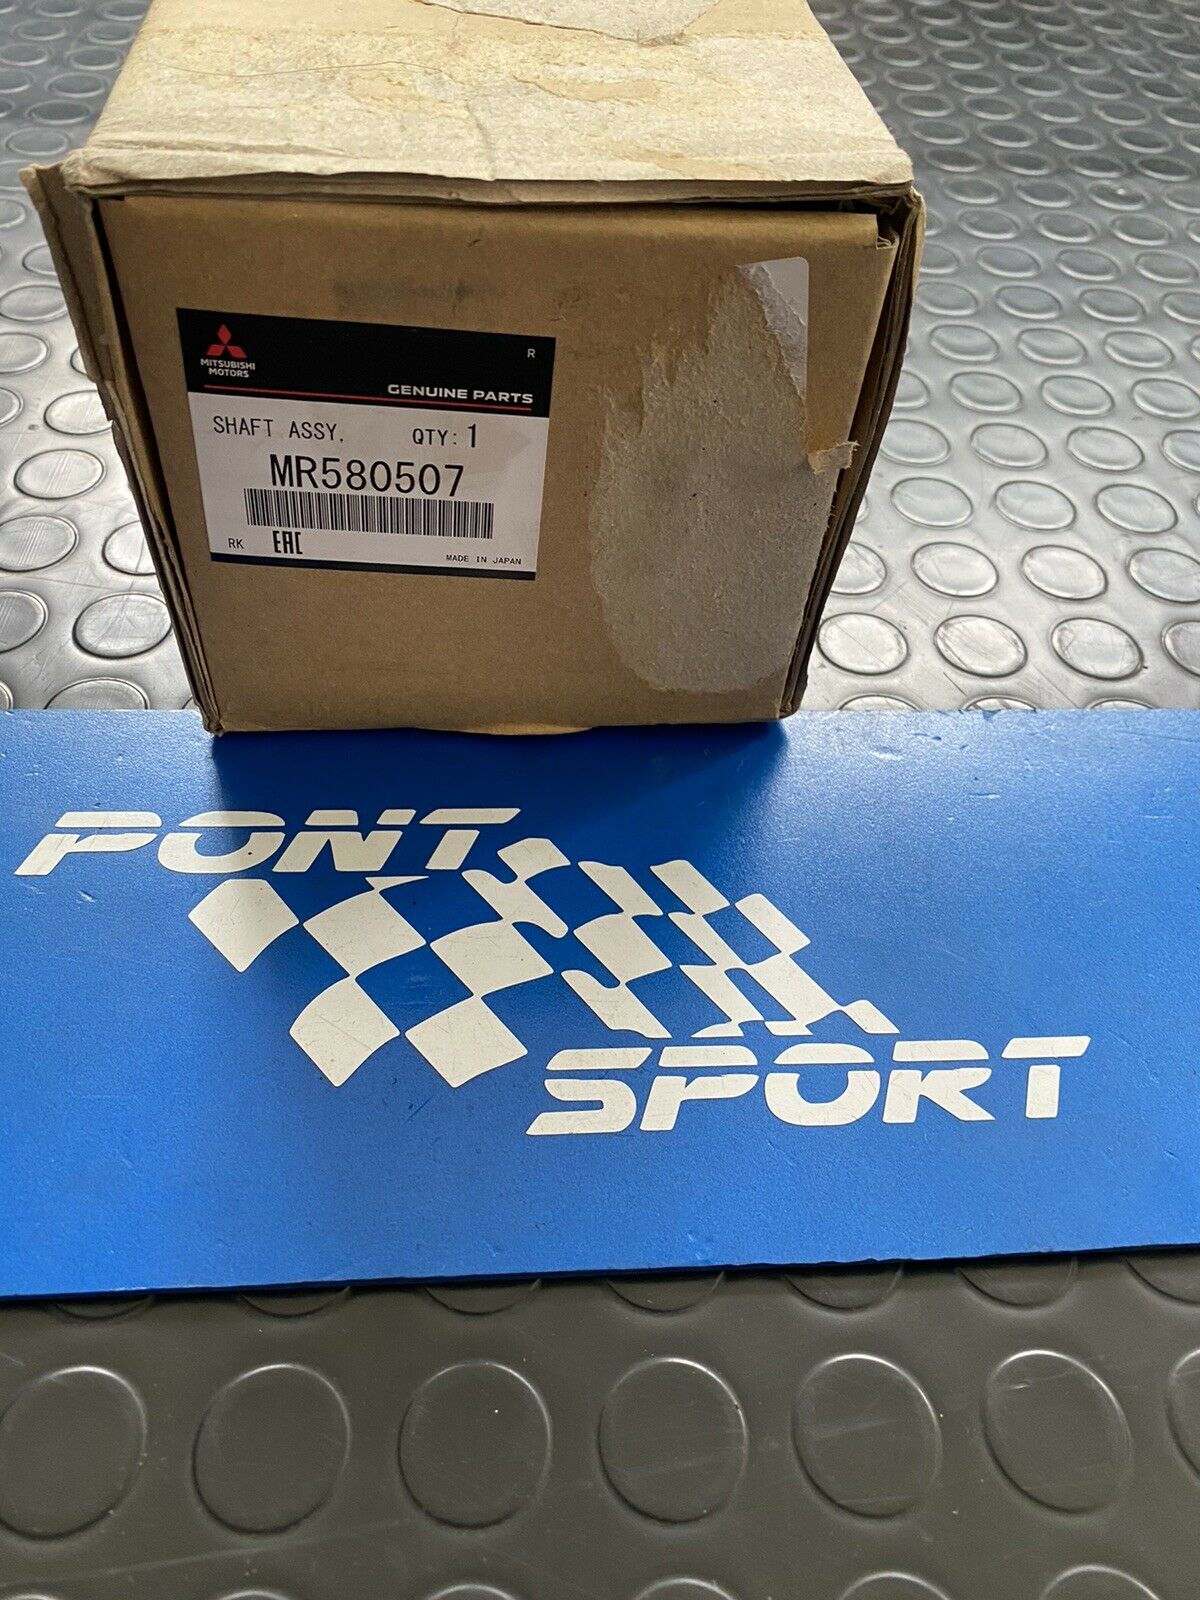 R
MITSUBISHI
MOTORS
GENUINE PARTS
SHAFT ASSY, QTY: 1
MR580507
RK EAC MADE IN JAPAN
PONT
SPORT